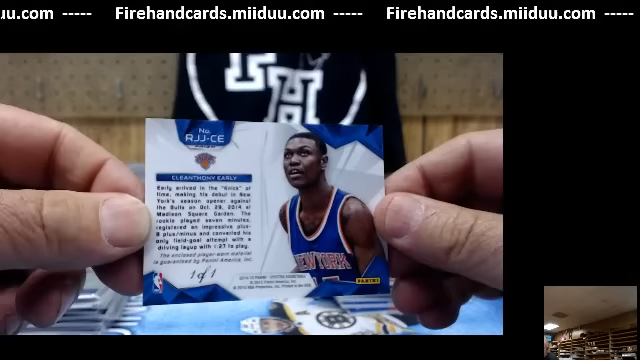 uu.com ----- Firehandcards.miiduu.com ----- Firehandcards.miiduu.com -----
No.
RJJ-CE
CLEANTHONY EARLY
Early arrived in the "Knick" of
time, making his debut in New
York's season opener against
the Bulls on Oct. 29, 2014 at
Madison Square Garden. The
rookie played seven minutes,
registered an impressive plus-
8 plus/minus and converted his
only field-goal attempt with a
driving layup with 1:27 to play.
The enclosed player-worn material
is guaranteed by Panini America, Inc.
1 of 1
NEW YORK
PANINI